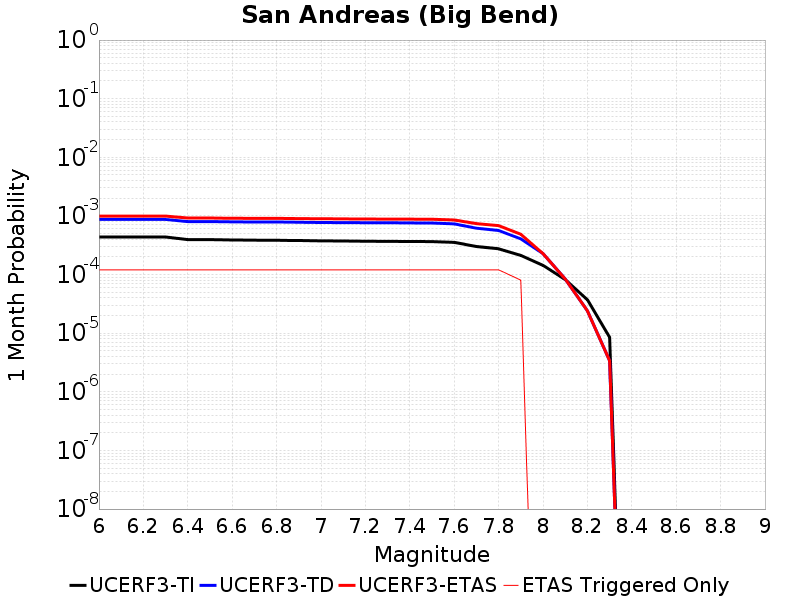 San Andreas (Big Bend)
1 Month Probability
10^0
10^-1
10^-2
10^-3
10^-4
10^-5
10^-6
10^-7
10^-8
6 6.2 6.4 6.6 6.8 7 7.2 7.4 7.6 7.8 8 8.2 8.4 8.6 8.8 9
Magnitude
UCERF3-TI UCERF3-TD UCERF3-ETAS ETAS Triggered Only